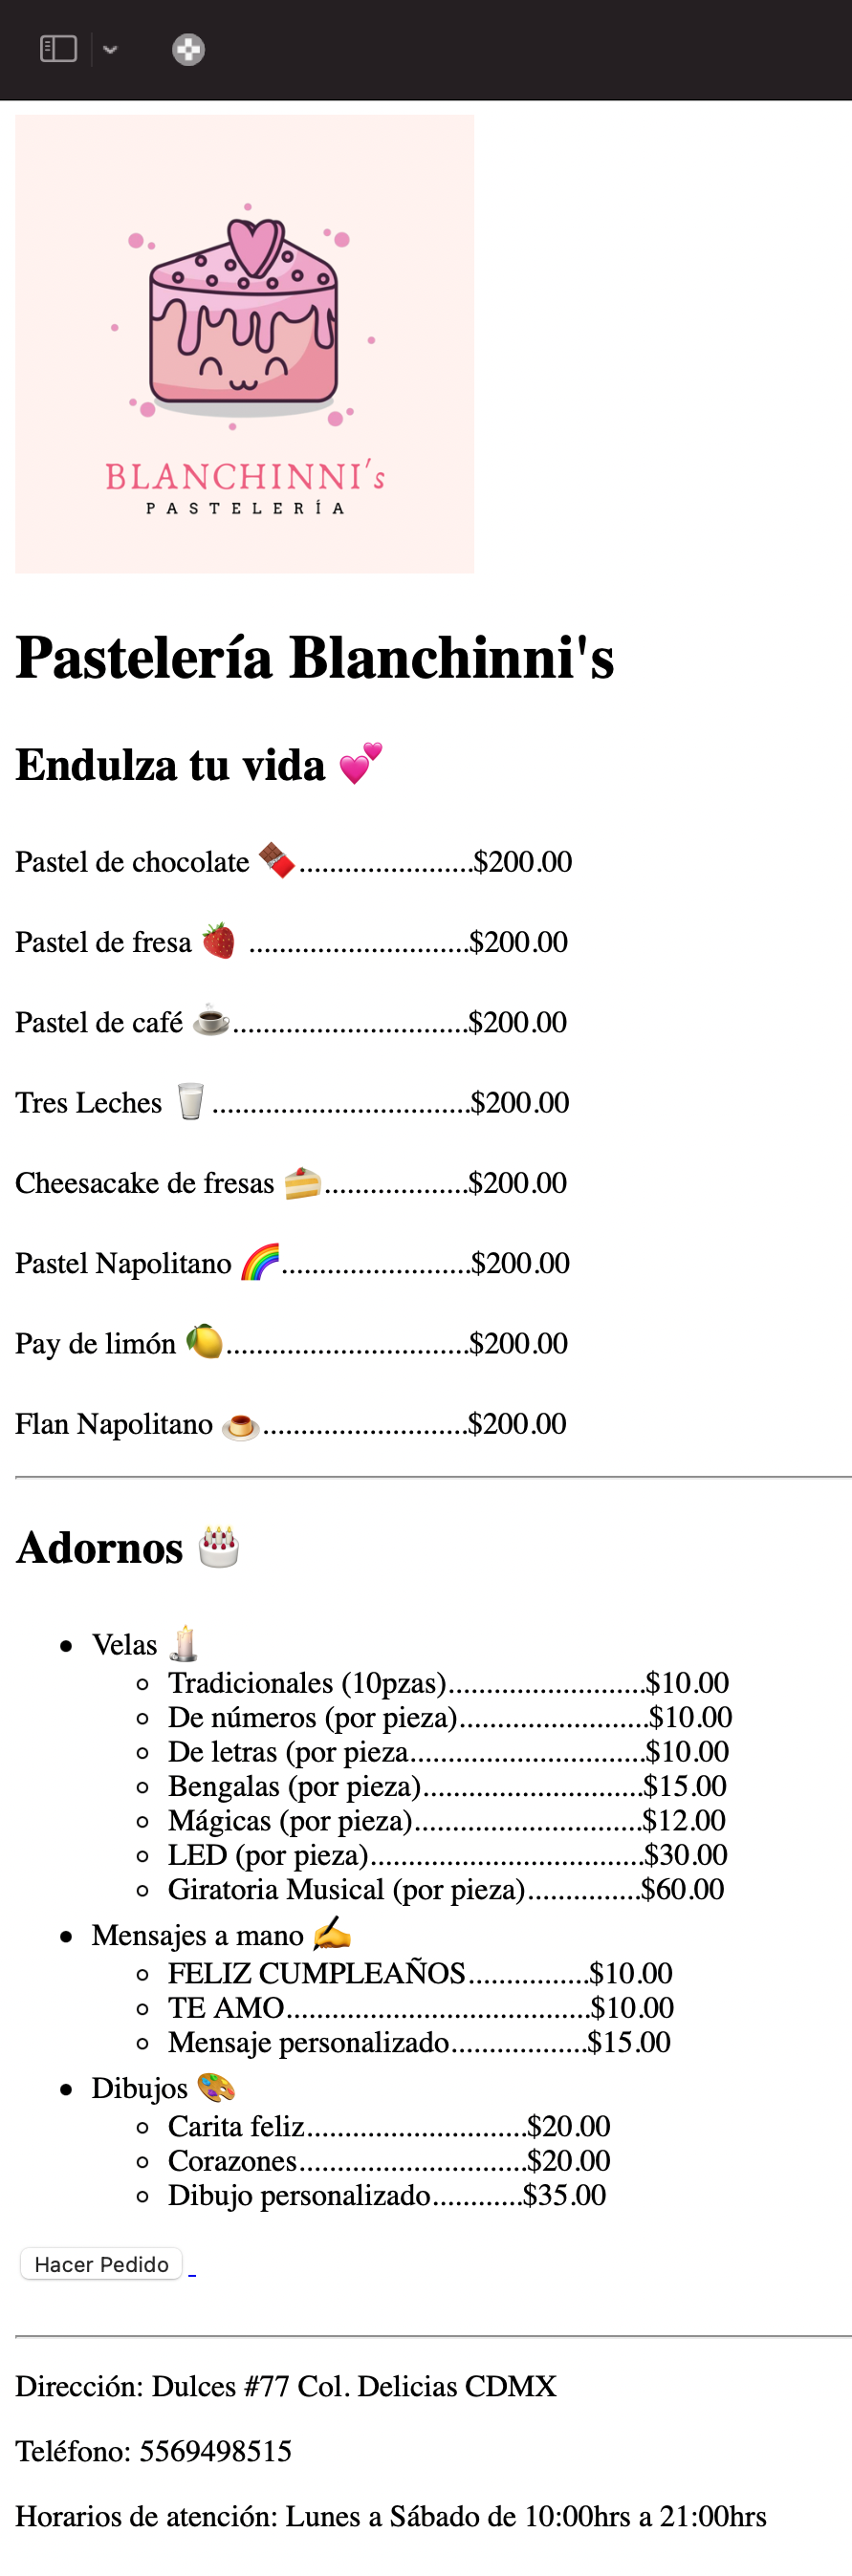 BLANCHINNI's
PASTELERÍA
Pastelería Blanchinni's
Endulza tu vida 💕
Pastel de chocolate 🍫.......................$200.00
Pastel de fresa 🍓 .............................$200.00
Pastel de café ☕...............................$200.00
Tres Leches 🥛..................................$200.00
Cheesacake de fresas 🍰...................$200.00
Pastel Napolitano 🌈.........................$200.00
Pay de limón 🍋................................$200.00
Flan Napolitano 🍮...........................$200.00
Adornos 🎂
• Velas 🕯️
◦ Tradicionales (10pzas)..........................$10.00
◦ De números (por pieza).........................$10.00
◦ De letras (por pieza...............................$10.00
◦ Bengalas (por pieza).............................$15.00
◦ Mágicas (por pieza)..............................$12.00
◦ LED (por pieza)....................................$30.00
◦ Giratoria Musical (por pieza)...............$60.00
• Mensajes a mano ✍️
◦ FELIZ CUMPLEAÑOS................$10.00
◦ TE AMO........................................$10.00
◦ Mensaje personalizado..................$15.00
• Dibujos 🎨
◦ Carita feliz.............................$20.00
◦ Corazones..............................$20.00
◦ Dibujo personalizado............$35.00
Hacer Pedido
Dirección: Dulces #77 Col. Delicias CDMX
Teléfono: 5569498515
Horarios de atención: Lunes a Sábado de 10:00hrs a 21:00hrs